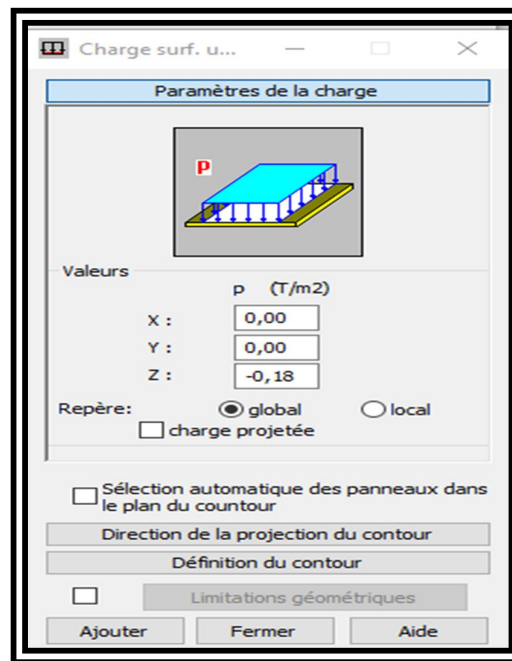 Charge surf. u...
Paramètres de la charge
P
Valeurs
p (T/m2)
X : 0,00
Y : 0,00
Z : -0,18
Repère: global local
charge projetée
Sélection automatique des panneaux dans
le plan du countour
Direction de la projection du contour
Définition du contour
Limitations géométriques
Ajouter Fermer Aide